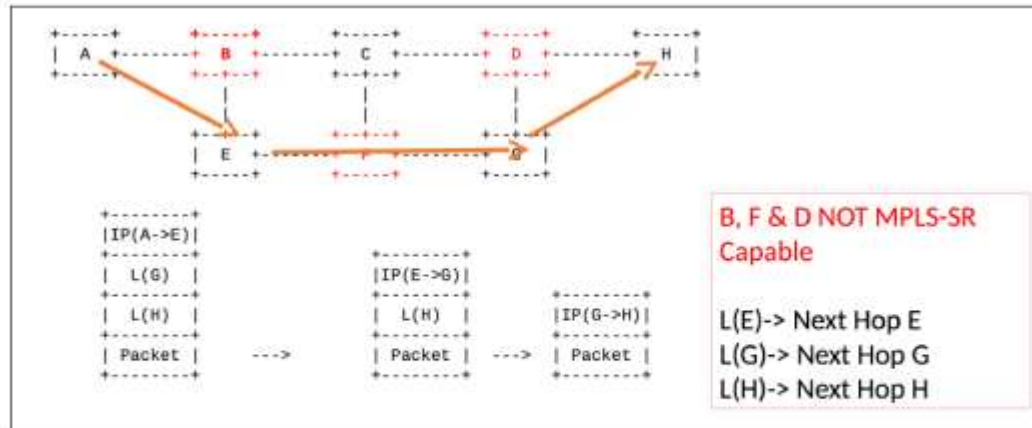 +-----+ +-----+ +-----+ +-----+ +-----+
| A +-------+ B +-------+ C +-------+ D +-------+ H |
+-----+ +--+--+ +--+--+ +--+--+ +-----+
| | |
| | |
+--+--+ +--+--+ +--+--+
| E +-------+ F +-------+ G |
+-----+ +-----+ +-----+
+--------+
|IP(A->E)|
+--------+ +--------+
| L(G) | |IP(E->G)|
+--------+ +--------+ +--------+
| L(H) | | L(H) | |IP(G->H)|
+--------+ +--------+ +--------+
| Packet | ---> | Packet | ---> | Packet |
+--------+ +--------+ +--------+
B, F & D NOT MPLS-SR
Capable
L(E)-> Next Hop E
L(G)-> Next Hop G
L(H)-> Next Hop H